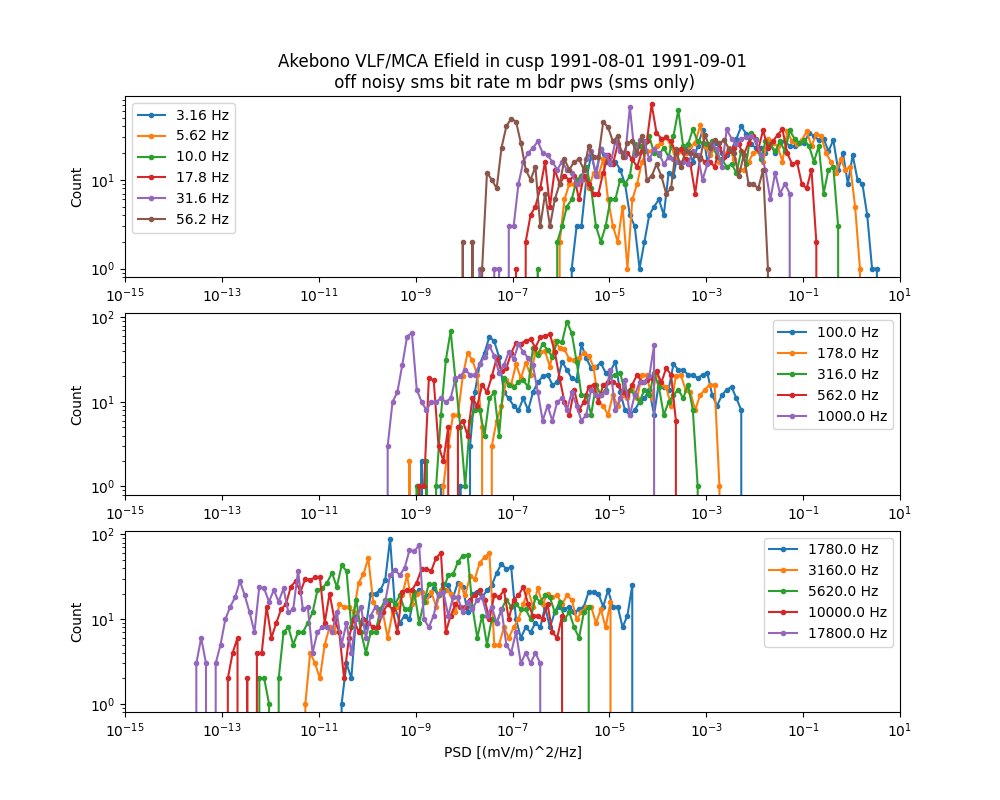 Akebono VLF/MCA Efield in cusp 1991-08-01 1991-09-01
off noisy sms bit rate m bdr pws (sms only)
Count
10^1
10^0
3.16 Hz
5.62 Hz
10.0 Hz
17.8 Hz
31.6 Hz
56.2 Hz
10^-15 10^-13 10^-11 10^-9 10^-7 10^-5 10^-3 10^-1 10^1
Count
10^2
10^1
10^0
100.0 Hz
178.0 Hz
316.0 Hz
562.0 Hz
1000.0 Hz
10^-15 10^-13 10^-11 10^-9 10^-7 10^-5 10^-3 10^-1 10^1
Count
10^2
10^1
10^0
1780.0 Hz
3160.0 Hz
5620.0 Hz
10000.0 Hz
17800.0 Hz
10^-15 10^-13 10^-11 10^-9 10^-7 10^-5 10^-3 10^-1 10^1
PSD [(mV/m)^2/Hz]